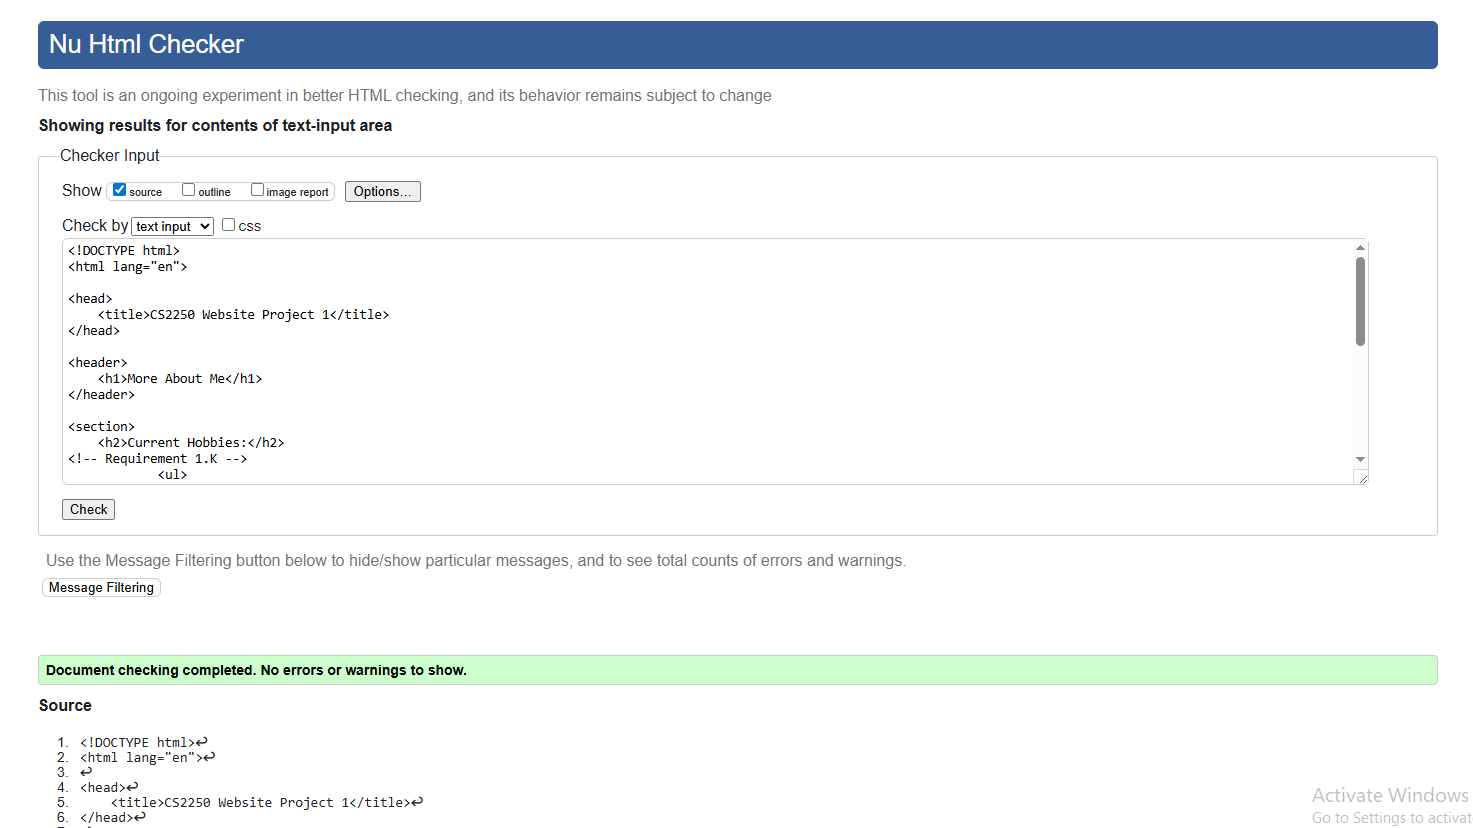 Nu Html Checker
This tool is an ongoing experiment in better HTML checking, and its behavior remains subject to change
Showing results for contents of text-input area
Checker Input
Show source outline image report Options...
Check by text input css
<!DOCTYPE html>
<html lang="en">
<head>
<title>CS2250 Website Project 1</title>
</head>
<header>
<h1>More About Me</h1>
</header>
<section>
<h2>Current Hobbies:</h2>
<!-- Requirement 1.K -->
<ul>
Check
Use the Message Filtering button below to hide/show particular messages, and to see total counts of errors and warnings.
Message Filtering
Document checking completed. No errors or warnings to show.
Source
1. <!DOCTYPE html>↩
2. <html lang="en">↩
3. ↩
4. <head>↩
5. <title>CS2250 Website Project 1</title>↩
6. </head>↩
Activate Windows
Go to Settings to activat